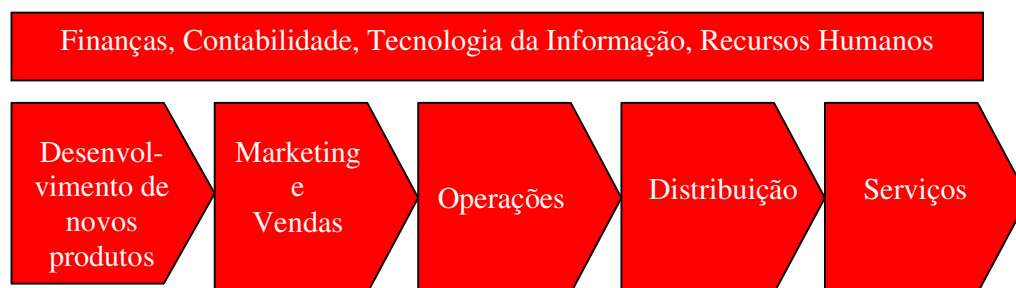 Finanças, Contabilidade, Tecnologia da Informação, Recursos Humanos
Desenvol-
vimento de
novos
produtos
Marketing
e
Vendas
Operações
Distribuição
Serviços